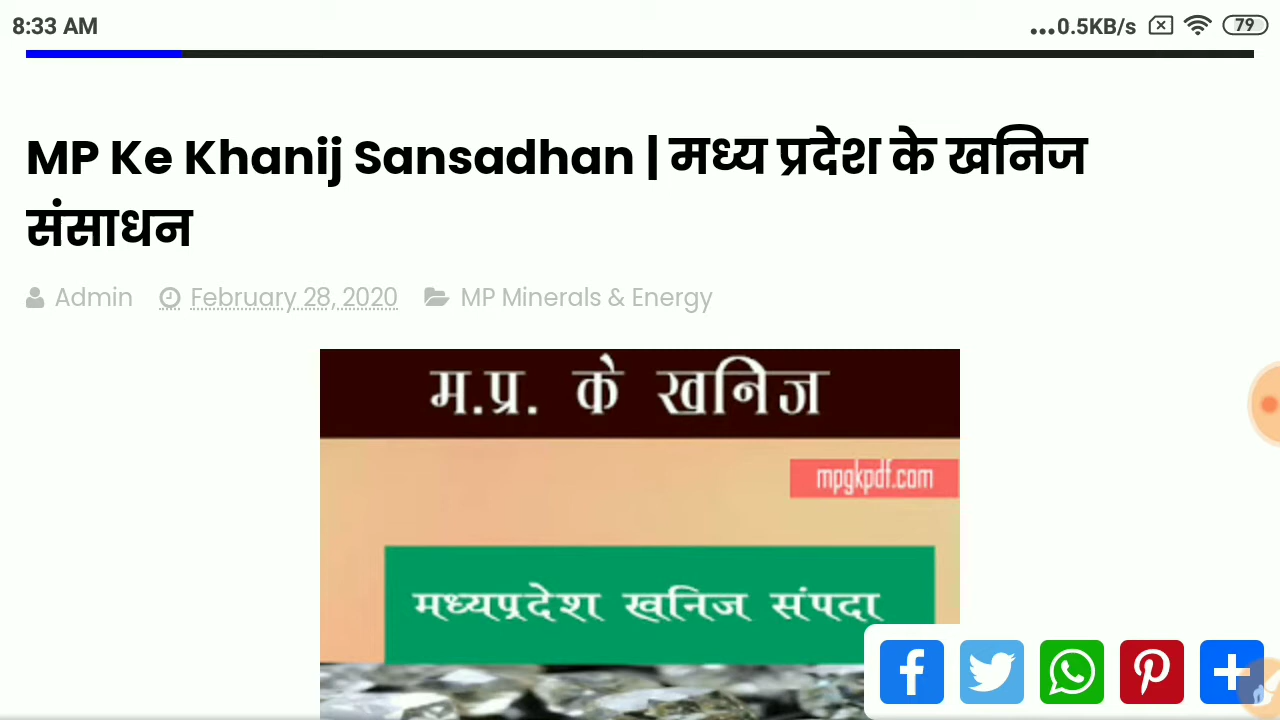 8:33 AM
...0.5KB/s
79
MP Ke Khanij Sansadhan | मध्य प्रदेश के खनिज
संसाधन
Admin February 28, 2020 MP Minerals & Energy
म.प्र. के खनिज
mpgkpdf.com
मध्यप्रदेश खनिज संपदा